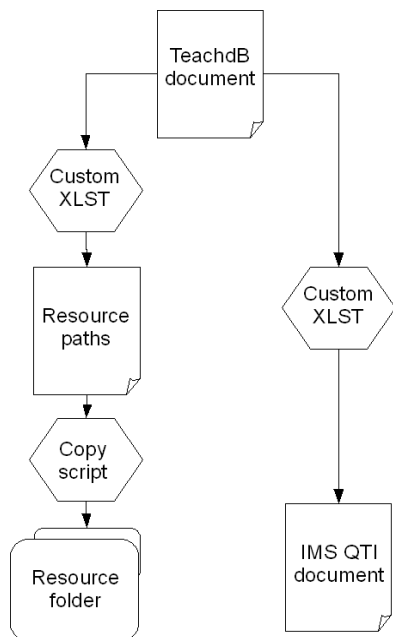 TeachdB
document
Custom
XLST
Resource
paths
Copy
script
Resource
folder
Custom
XLST
IMS QTI
document